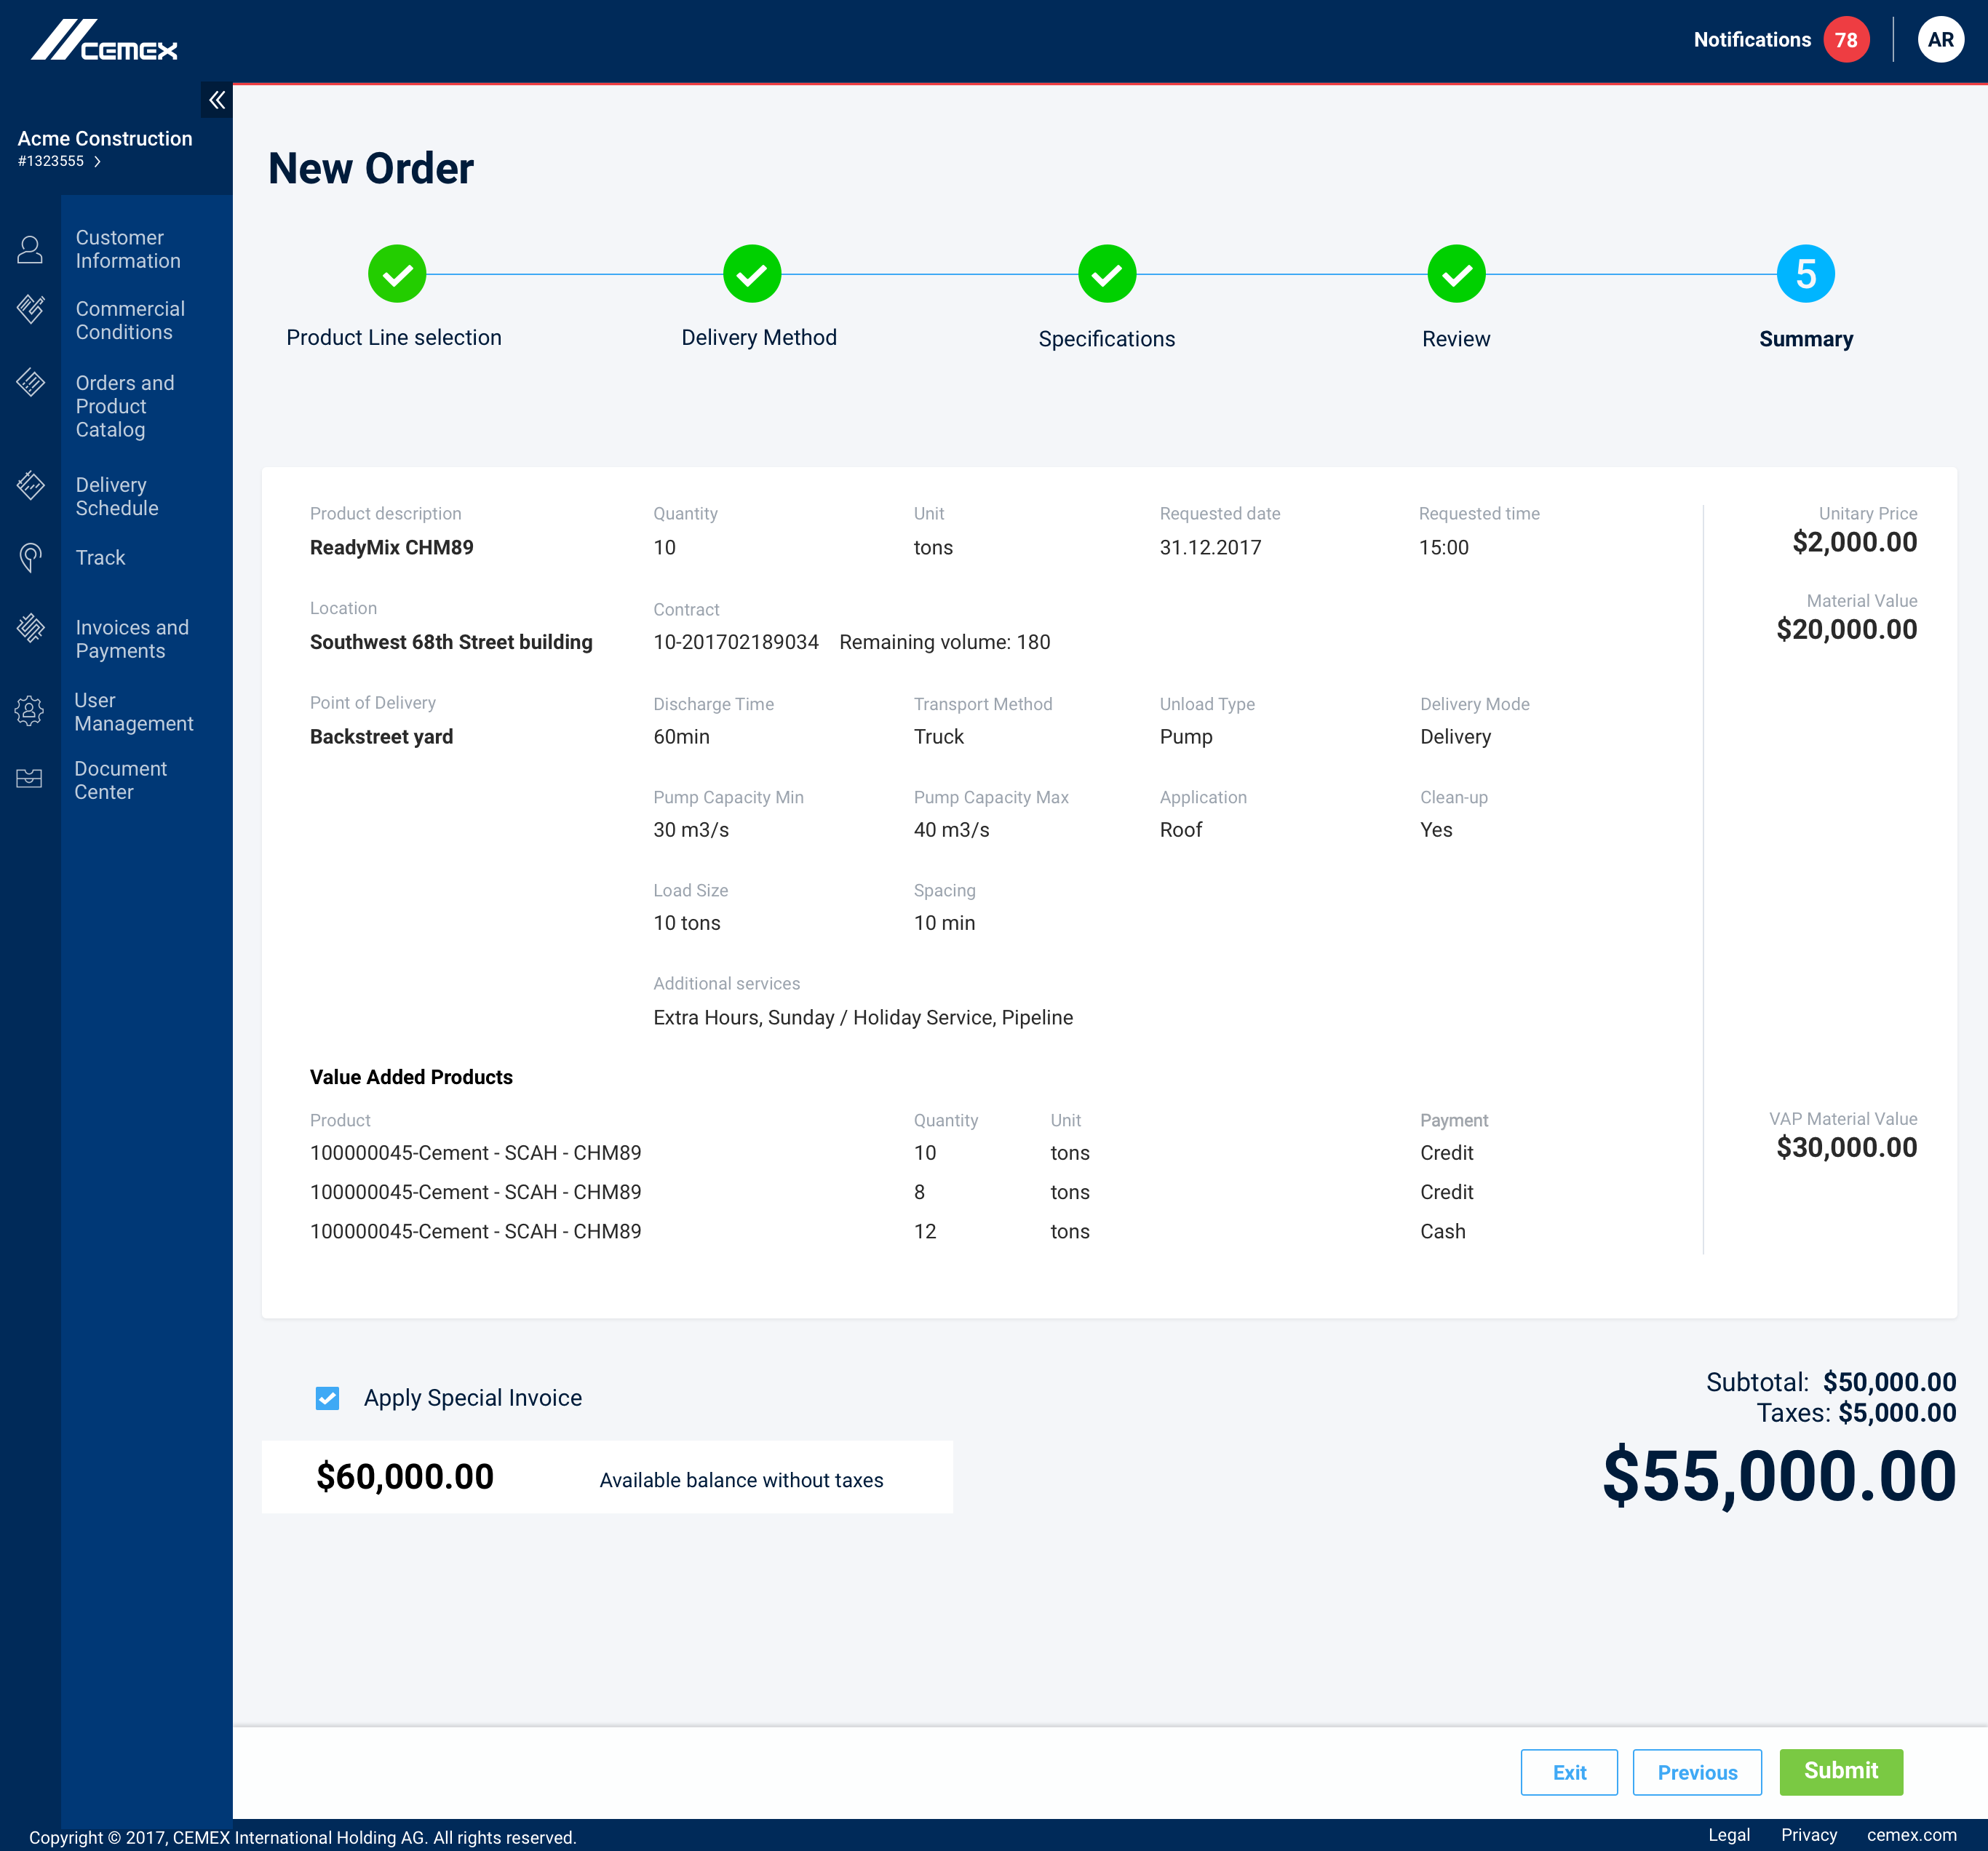 CEMEX
Notifications 78 AR
Acme Construction
#1323555
Customer
Information
Commercial
Conditions
Orders and
Product
Catalog
Delivery
Schedule
Track
Invoices and
Payments
User
Management
Document
Center
New Order
5
Product Line selection Delivery Method Specifications Review Summary
Product description Quantity Unit Requested date Requested time Unitary Price
ReadyMix CHM89 10 tons 31.12.2017 15:00 $2,000.00
Location Contract Material Value
Southwest 68th Street building 10-201702189034 Remaining volume: 180 $20,000.00
Point of Delivery Discharge Time Transport Method Unload Type Delivery Mode
Backstreet yard 60min Truck Pump Delivery
Pump Capacity Min Pump Capacity Max Application Clean-up
30 m3/s 40 m3/s Roof Yes
Load Size Spacing
10 tons 10 min
Additional services
Extra Hours, Sunday / Holiday Service, Pipeline
Value Added Products
Product Quantity Unit Payment VAP Material Value
100000045-Cement - SCAH - CHM89 10 tons Credit $30,000.00
100000045-Cement - SCAH - CHM89 8 tons Credit
100000045-Cement - SCAH - CHM89 12 tons Cash
Apply Special Invoice
$60,000.00 Available balance without taxes
Subtotal: $50,000.00
Taxes: $5,000.00
$55,000.00
Exit Previous Submit
Copyright © 2017, CEMEX International Holding AG. All rights reserved. Legal Privacy cemex.com